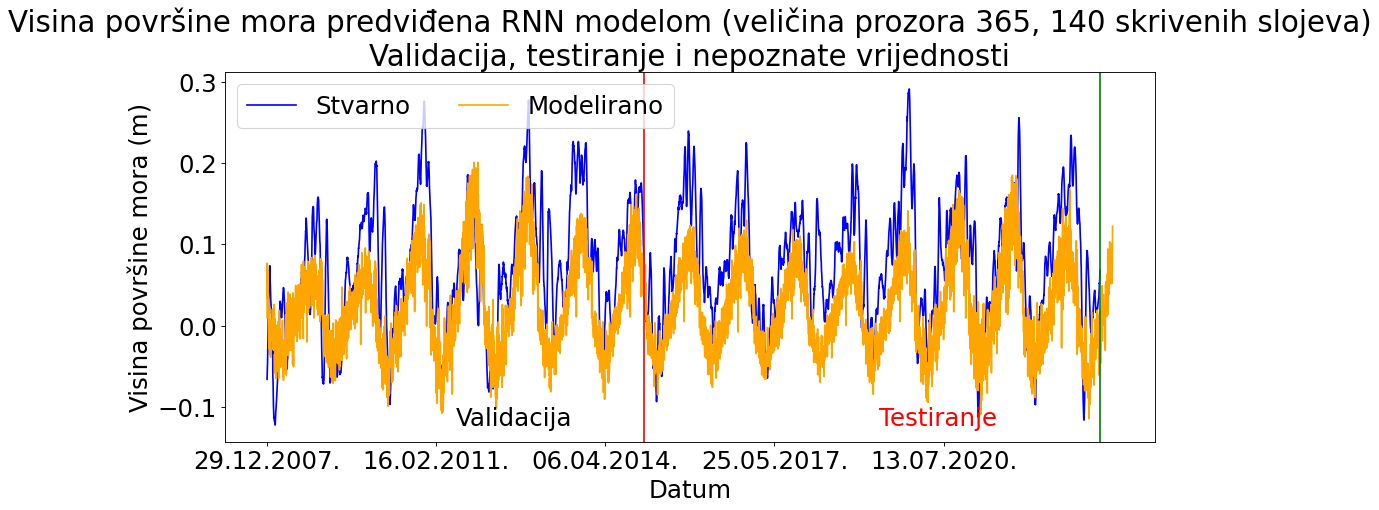 Visina površine mora predviđena RNN modelom (veličina prozora 365, 140 skrivenih slojeva)
Validacija, testiranje i nepoznate vrijednosti
Stvarno
Modelirano
Visina površine mora (m)
0.3
0.2
0.1
0.0
−0.1
Validacija
Testiranje
29.12.2007.
16.02.2011.
06.04.2014.
25.05.2017.
13.07.2020.
Datum